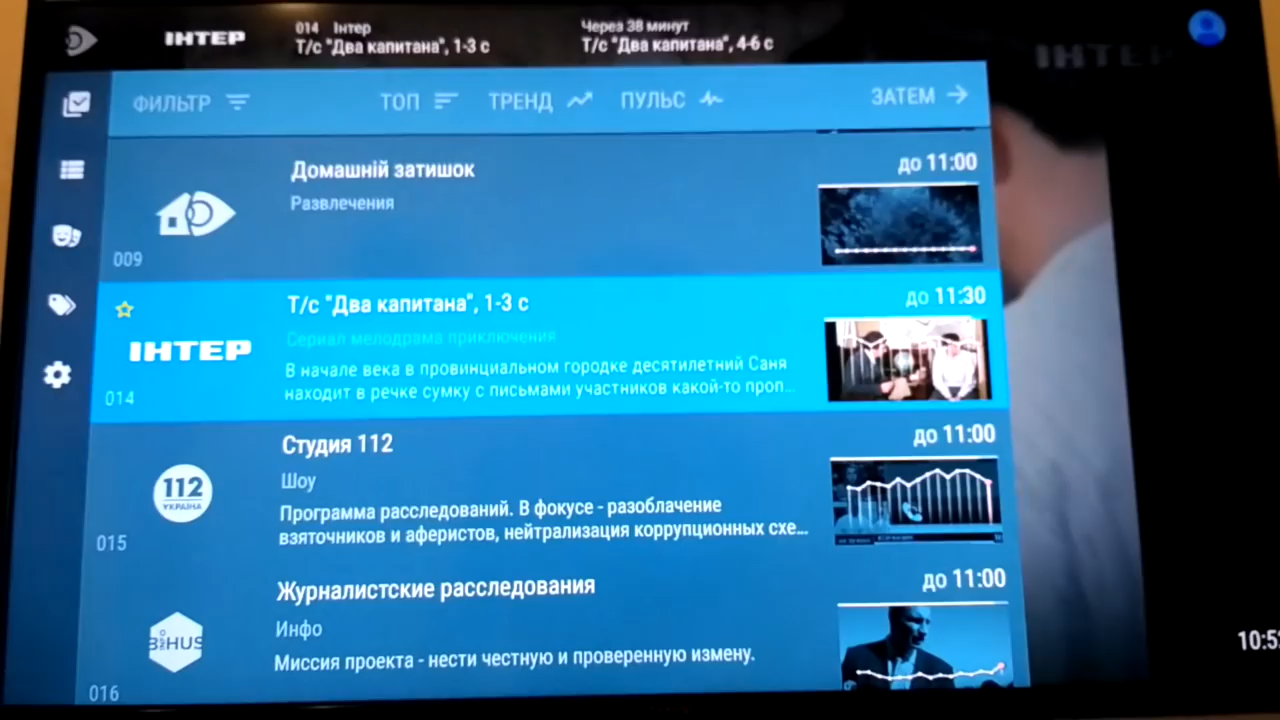 ІНТЕР
014 Інтер
Т/с "Два капитана", 1-3 с
Через 38 минут
Т/с "Два капитана", 4-6 с
ІНТЕР
ФИЛЬТР
ТОП
ТРЕНД
ПУЛЬС
ЗАТЕМ
Домашній затишок
до 11:00
Развлечения
009
Т/с "Два капитана", 1-3 с
до 11:30
Сериал мелодрама приключения
ІНТЕР
В начале века в провинциальном городке десятилетний Саня
находит в речке сумку с письмами участников какой-то проп...
014
Студия 112
до 11:00
Шоу
112
УКРАЇНА
Программа расследований. В фокусе - разоблачение
взяточников и аферистов, нейтрализация коррупционных схе...
015
Журналистские расследования
до 11:00
Инфо
BIHUS
INFO
Миссия проекта - нести честную и проверенную измену.
016
10:52